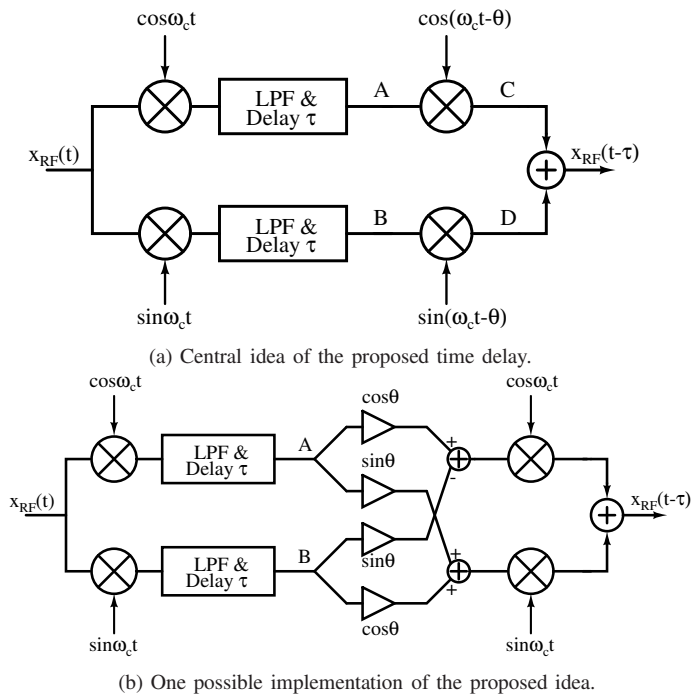 cosω_ct
cos(ω_ct-θ)
LPF &
Delay τ
A
C
x_RF(t)
+
x_RF(t-τ)
LPF &
Delay τ
B
D
sinω_ct
sin(ω_ct-θ)
(a) Central idea of the proposed time delay.
cosω_ct
cosθ
cosω_ct
LPF &
Delay τ
A
+
+
-
sinθ
x_RF(t)
+
x_RF(t-τ)
LPF &
Delay τ
B
sinθ
+
+
+
cosθ
sinω_ct
sinω_ct
(b) One possible implementation of the proposed idea.